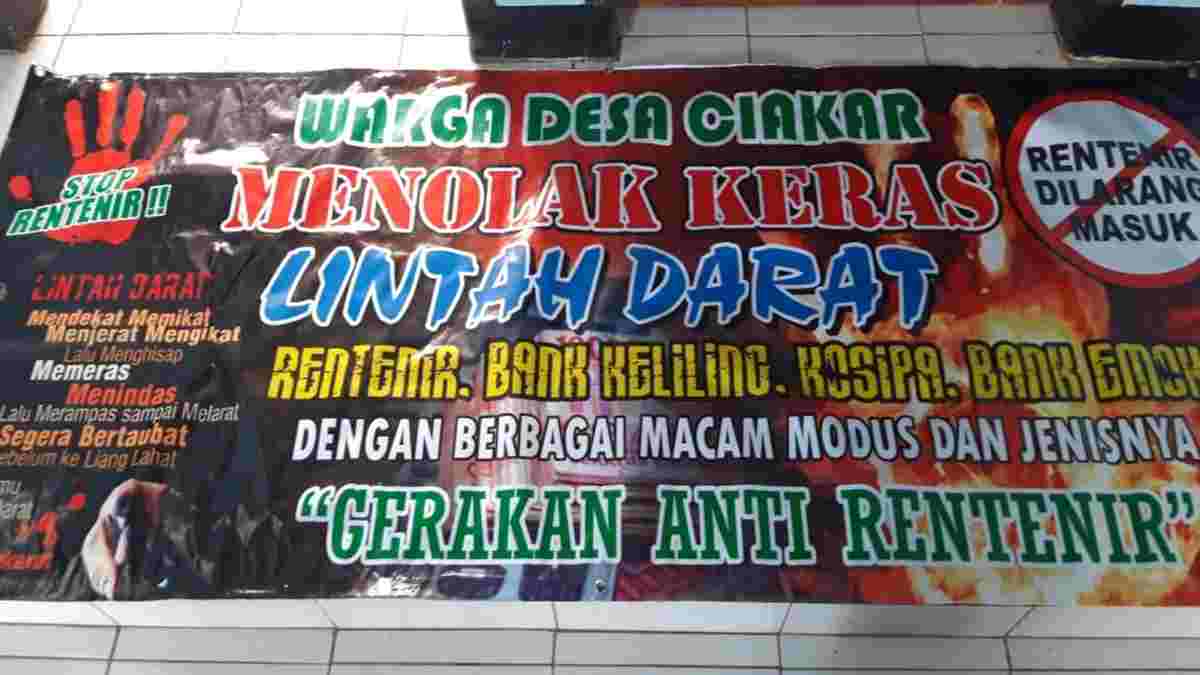 STOP
RENTENIR !!
WARGA DESA CIAKAR
MENOLAK KERAS
LINTAH DARAT
RENTENIR, BANK KELILING, KOSIPA, BANK EMOK
DENGAN BERBAGAI MACAM MODUS DAN JENISNYA
"GERAKAN ANTI RENTENIR"
RENTENIR
DILARANG
MASUK
LINTAH DARAT
Mendekat Memikat
Menjerat Mengikat
Lalu Menghisap
Memeras
Menindas
Lalu Merampas sampai Melarat
Segera Bertaubat
Sebelum ke Liang Lahat